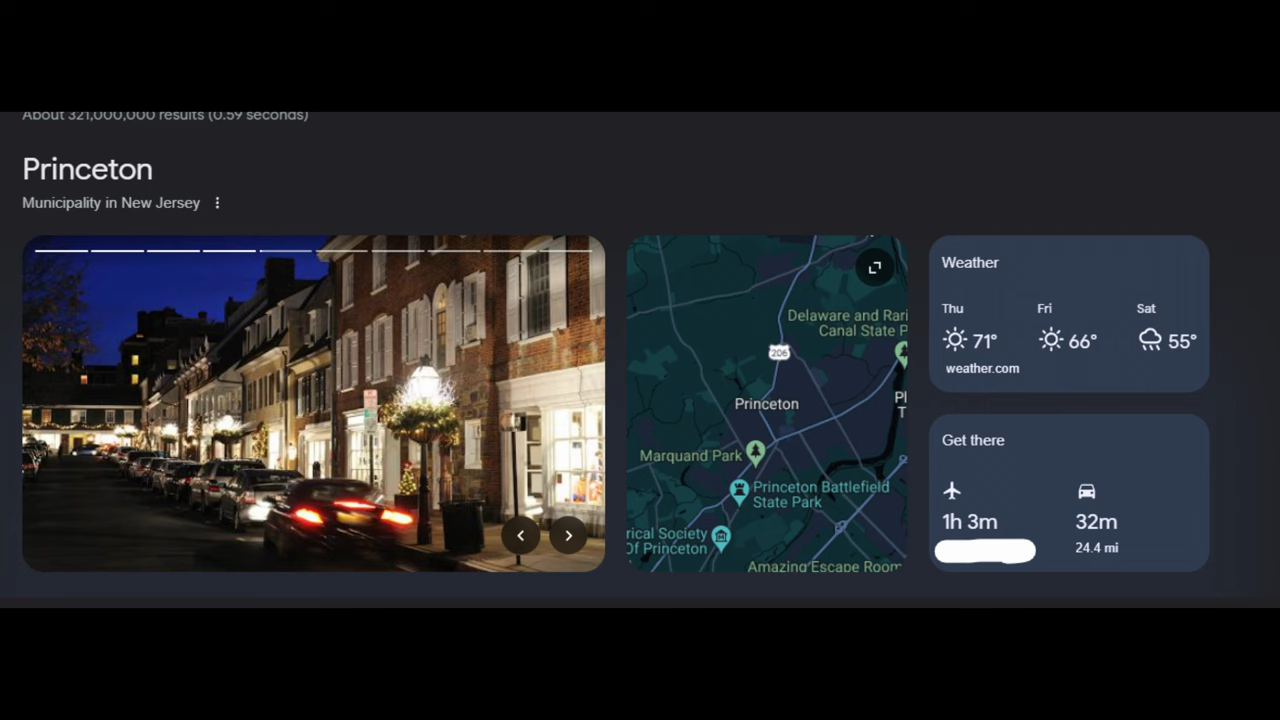 About 321,000,000 results (0.59 seconds)
Princeton
Municipality in New Jersey
Delaware and Rari
Canal State P
206
Princeton
Pl
T
Marquand Park
Princeton Battlefield
State Park
rical Society
Of Princeton
Amazing Escape Room
Weather
Thu
Fri
Sat
71°
66°
55°
weather.com
Get there
1h 3m
32m
24.4 mi